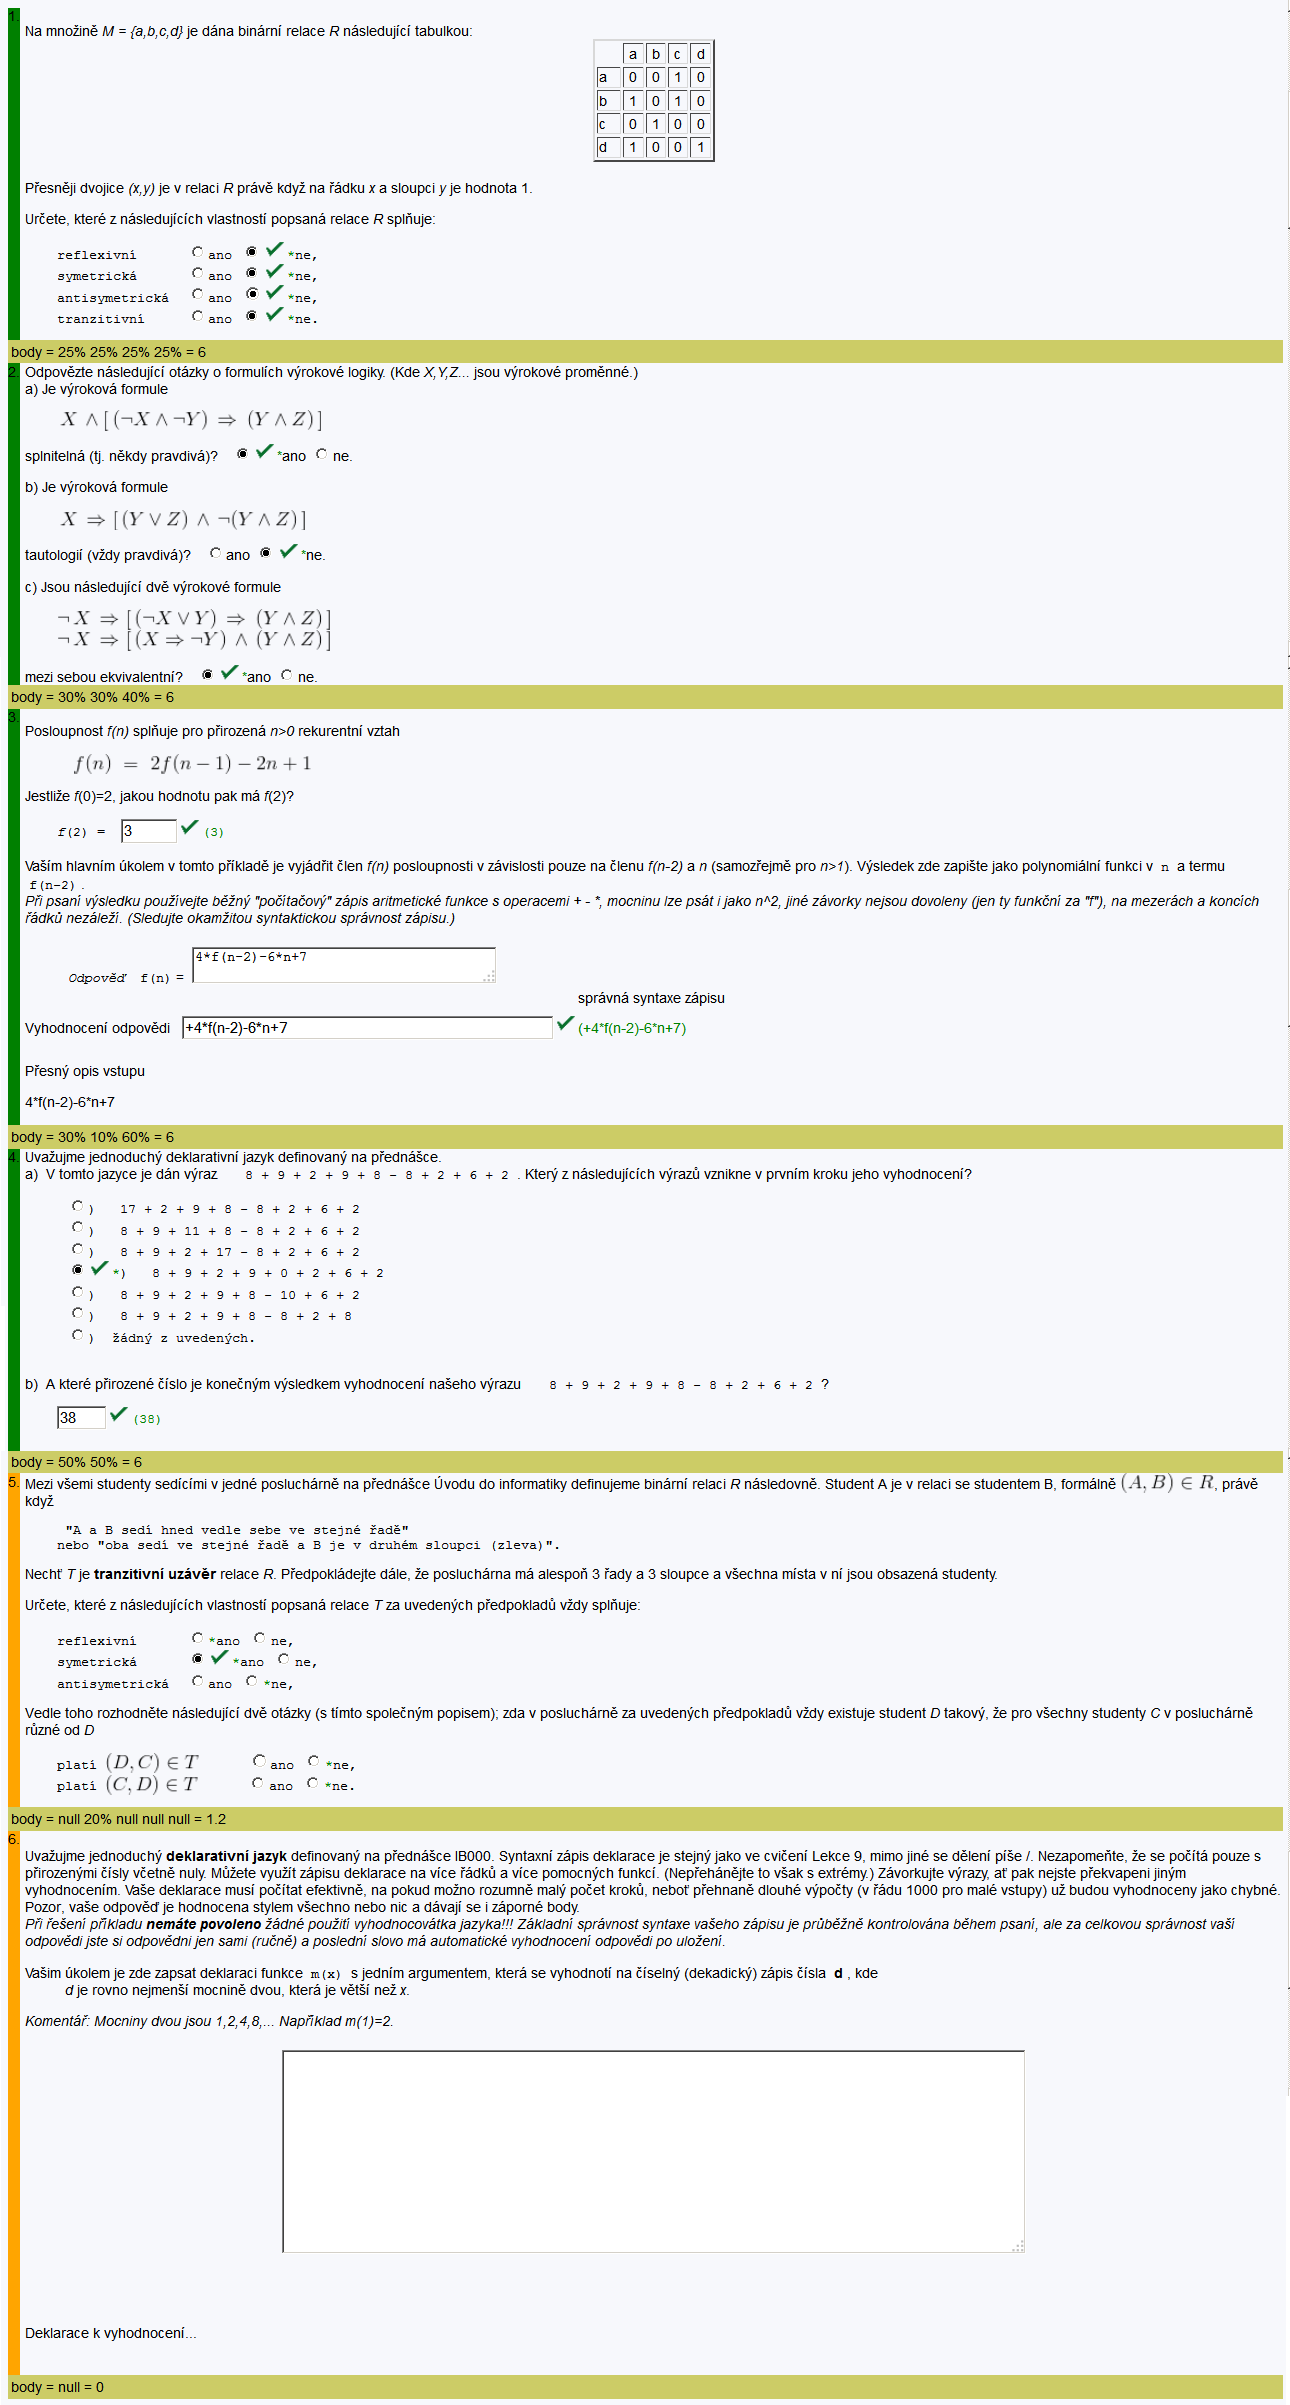 1.
Na množině M = {a,b,c,d} je dána binární relace R následující tabulkou:
a b c d
a 0 0 1 0
b 1 0 1 0
c 0 1 0 0
d 1 0 0 1
Přesněji dvojice (x,y) je v relaci R právě když na řádku x a sloupci y je hodnota 1.
Určete, které z následujících vlastností popsaná relace R splňuje:
reflexivní ano *ne,
symetrická ano *ne,
antisymetrická ano *ne,
tranzitivní ano *ne.
body = 25% 25% 25% 25% = 6
2. Odpovězte následující otázky o formulích výrokové logiky. (Kde X,Y,Z... jsou výrokové proměnné.)
a) Je výroková formule
X ∧ [ (¬X ∧ ¬Y) ⇒ (Y ∧ Z) ]
splnitelná (tj. někdy pravdivá)? *ano ne.
b) Je výroková formule
X ⇒ [ (Y ∨ Z) ∧ ¬(Y ∧ Z) ]
tautologií (vždy pravdivá)? ano *ne.
c) Jsou následující dvě výrokové formule
¬ X ⇒ [ (¬X ∨ Y) ⇒ (Y ∧ Z) ]
¬ X ⇒ [ (X ⇒ ¬Y) ∧ (Y ∧ Z) ]
mezi sebou ekvivalentní? *ano ne.
body = 30% 30% 40% = 6
3.
Posloupnost f(n) splňuje pro přirozená n>0 rekurentní vztah
f(n) = 2f(n − 1) − 2n + 1
Jestliže f(0)=2, jakou hodnotu pak má f(2)?
f(2) = 3 (3)
Vaším hlavním úkolem v tomto příkladě je vyjádřit člen f(n) posloupnosti v závislosti pouze na členu f(n-2) a n (samozřejmě pro n>1). Výsledek zde zapište jako polynomiální funkci v n a termu
f(n-2) .
Při psaní výsledku používejte běžný "počítačový" zápis aritmetické funkce s operacemi + - *, mocninu lze psát i jako n^2, jiné závorky nejsou dovoleny (jen ty funkční za "f"), na mezerách a koncích
řádků nezáleží. (Sledujte okamžitou syntaktickou správnost zápisu.)
Odpověď f(n) = 4*f(n-2)-6*n+7
správná syntaxe zápisu
Vyhodnocení odpovědi +4*f(n-2)-6*n+7 (+4*f(n-2)-6*n+7)
Přesný opis vstupu
4*f(n-2)-6*n+7
body = 30% 10% 60% = 6
4. Uvažujme jednoduchý deklarativní jazyk definovaný na přednášce.
a) V tomto jazyce je dán výraz 8 + 9 + 2 + 9 + 8 - 8 + 2 + 6 + 2 . Který z následujících výrazů vznikne v prvním kroku jeho vyhodnocení?
) 17 + 2 + 9 + 8 - 8 + 2 + 6 + 2
) 8 + 9 + 11 + 8 - 8 + 2 + 6 + 2
) 8 + 9 + 2 + 17 - 8 + 2 + 6 + 2
*) 8 + 9 + 2 + 9 + 0 + 2 + 6 + 2
) 8 + 9 + 2 + 9 + 8 - 10 + 6 + 2
) 8 + 9 + 2 + 9 + 8 - 8 + 2 + 8
) žádný z uvedených.
b) A které přirozené číslo je konečným výsledkem vyhodnocení našeho výrazu 8 + 9 + 2 + 9 + 8 - 8 + 2 + 6 + 2 ?
38 (38)
body = 50% 50% = 6
5. Mezi všemi studenty sedícími v jedné posluchárně na přednášce Úvodu do informatiky definujeme binární relaci R následovně. Student A je v relaci se studentem B, formálně (A, B) ∈ R, právě
když
"A a B sedí hned vedle sebe ve stejné řadě"
nebo "oba sedí ve stejné řadě a B je v druhém sloupci (zleva)".
Nechť T je tranzitivní uzávěr relace R. Předpokládejte dále, že posluchárna má alespoň 3 řady a 3 sloupce a všechna místa v ní jsou obsazená studenty.
Určete, které z následujících vlastností popsaná relace T za uvedených předpokladů vždy splňuje:
reflexivní *ano ne,
symetrická *ano ne,
antisymetrická ano *ne,
Vedle toho rozhodněte následující dvě otázky (s tímto společným popisem); zda v posluchárně za uvedených předpokladů vždy existuje student D takový, že pro všechny studenty C v posluchárně
různé od D
platí (D, C) ∈ T ano *ne,
platí (C, D) ∈ T ano *ne.
body = null 20% null null null = 1.2
6.
Uvažujme jednoduchý deklarativní jazyk definovaný na přednášce IB000. Syntaxní zápis deklarace je stejný jako ve cvičení Lekce 9, mimo jiné se dělení píše /. Nezapomeňte, že se počítá pouze s
přirozenými čísly včetně nuly. Můžete využít zápisu deklarace na více řádků a více pomocných funkcí. (Nepřehánějte to však s extrémy.) Závorkujte výrazy, ať pak nejste překvapeni jiným
vyhodnocením. Vaše deklarace musí počítat efektivně, na pokud možno rozumně malý počet kroků, neboť přehnaně dlouhé výpočty (v řádu 1000 pro malé vstupy) už budou vyhodnoceny jako chybné.
Pozor, vaše odpověď je hodnocena stylem všechno nebo nic a dávají se i záporné body.
Při řešení příkladu nemáte povoleno žádné použití vyhodnocovátka jazyka!!! Základní správnost syntaxe vašeho zápisu je průběžně kontrolována během psaní, ale za celkovou správnost vaší
odpovědi jste si odpovědni jen sami (ručně) a poslední slovo má automatické vyhodnocení odpovědi po uložení.
Vašim úkolem je zde zapsat deklaraci funkce m(x) s jedním argumentem, která se vyhodnotí na číselný (dekadický) zápis čísla d , kde
d je rovno nejmenší mocnině dvou, která je větší než x.
Komentář: Mocniny dvou jsou 1,2,4,8,... Například m(1)=2.
Deklarace k vyhodnocení...
body = null = 0